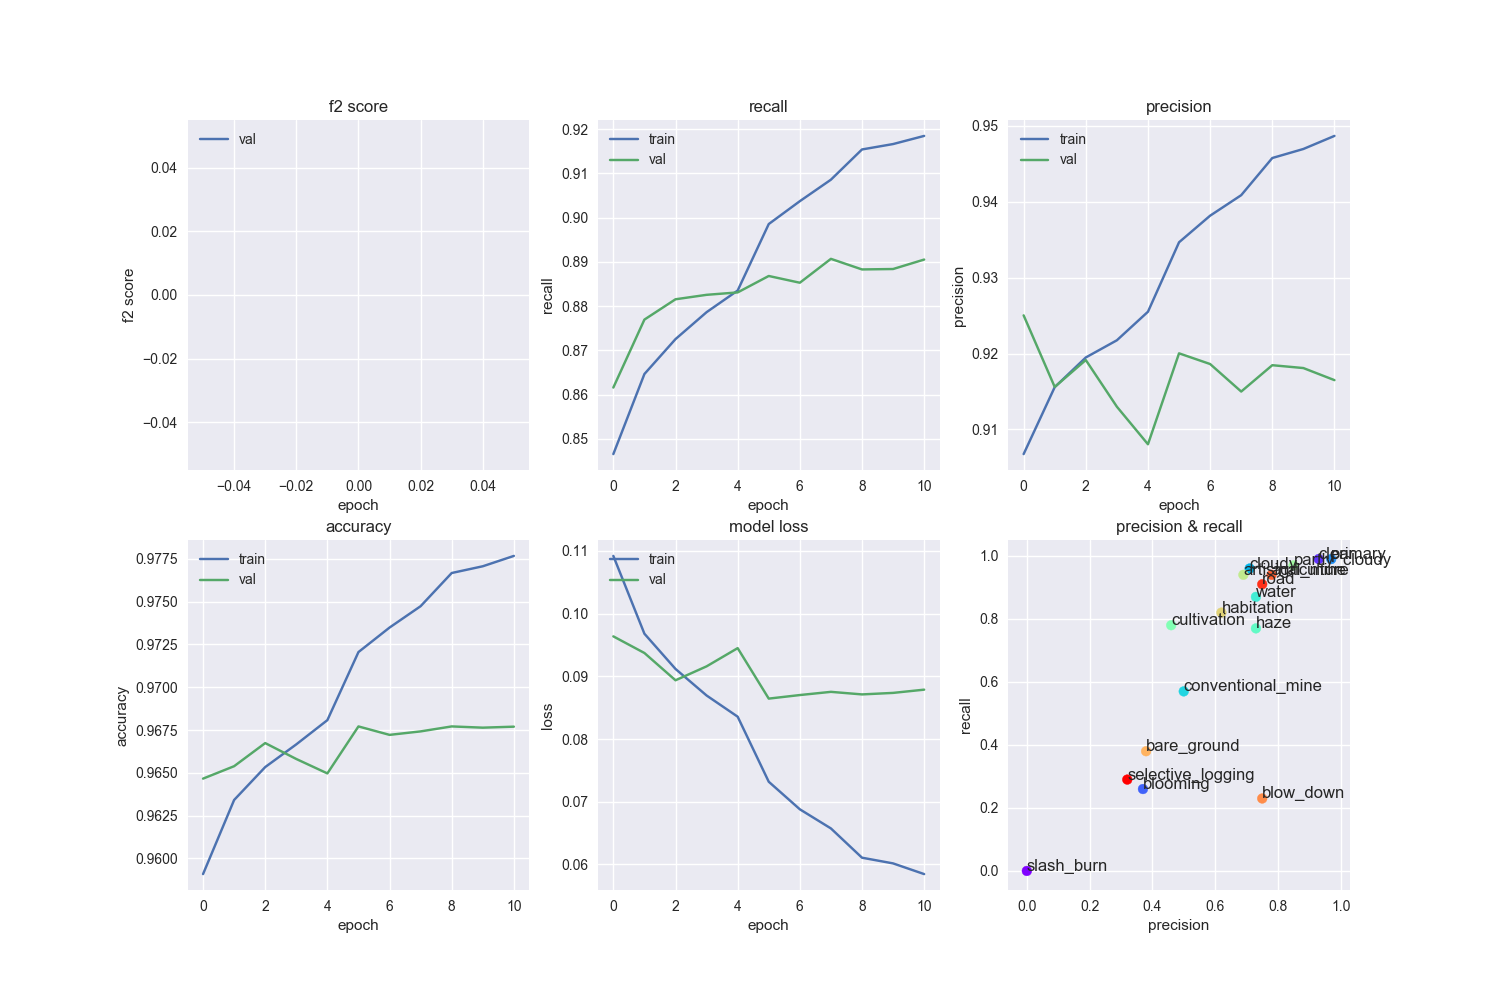 f2 score
val
0.04
0.02
0.00
−0.02
−0.04
f2 score
−0.04 −0.02 0.00 0.02 0.04
epoch
recall
train
val
0.92
0.91
0.90
0.89
0.88
0.87
0.86
0.85
recall
0 2 4 6 8 10
epoch
precision
train
val
0.95
0.94
0.93
0.92
0.91
precision
0 2 4 6 8 10
epoch
accuracy
train
val
0.9775
0.9750
0.9725
0.9700
0.9675
0.9650
0.9625
0.9600
accuracy
0 2 4 6 8 10
epoch
model loss
train
val
0.11
0.10
0.09
0.08
0.07
0.06
loss
0 2 4 6 8 10
epoch
precision & recall
1.0
0.8
0.6
0.4
0.2
0.0
recall
primary
cloudy
road
water
habitation
cultivation
haze
conventional_mine
bare_ground
selective_logging
blooming
blow_down
slash_burn
0.0 0.2 0.4 0.6 0.8 1.0
precision